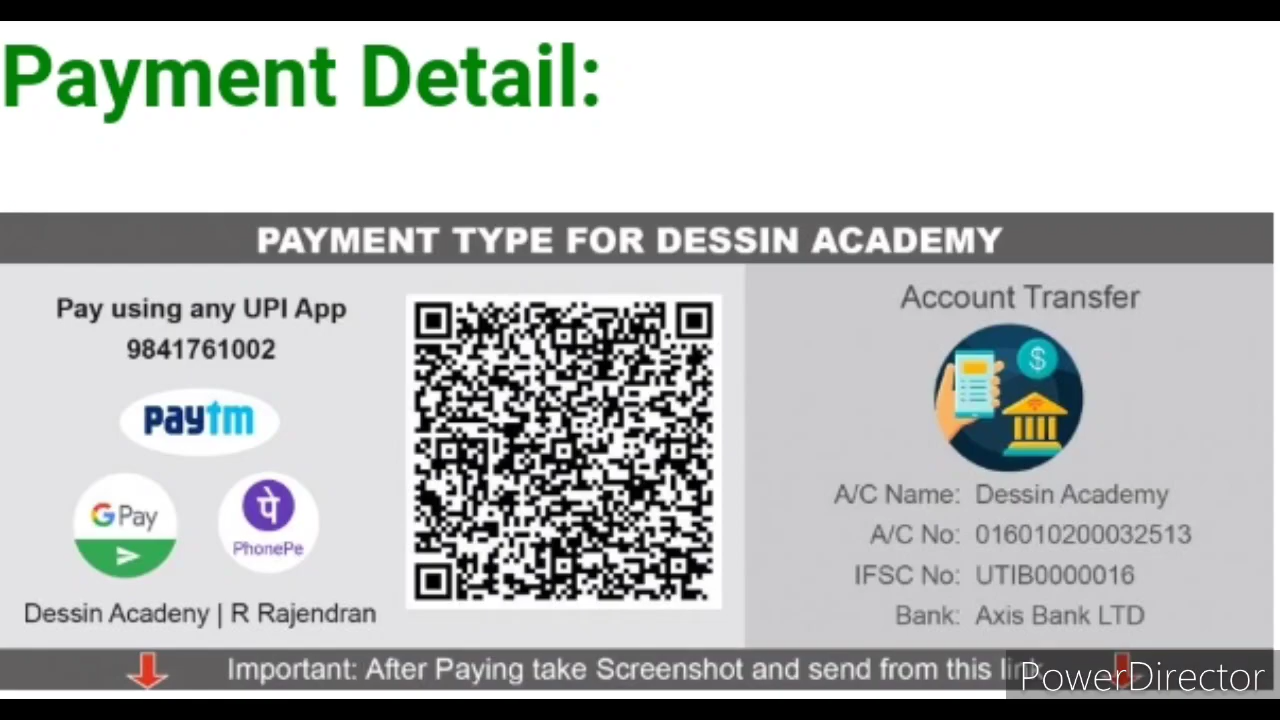 Payment Detail:
PAYMENT TYPE FOR DESSIN ACADEMY
Pay using any UPI App
9841761002
paytm
G Pay
पे
PhonePe
Dessin Acadeny | R Rajendran
Account Transfer
$
A/C Name: Dessin Academy
A/C No: 016010200032513
IFSC No: UTIB0000016
Bank: Axis Bank LTD
Important: After Paying take Screenshot and send from this link
PowerDirector